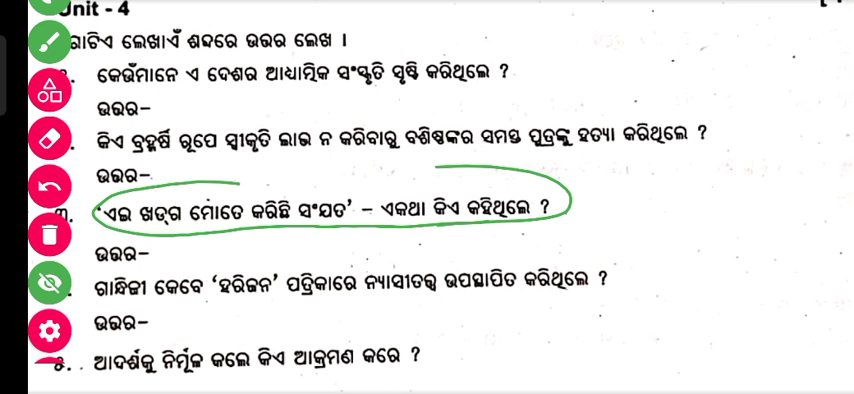 Unit - 4
ଗୋଟିଏ ଲେଖାଏଁ ଶବ୍ଦରେ ଉତ୍ତର ଲେଖ ।
କେଉଁମାନେ ଏ ଦେଶର ଆଧ୍ୟାତ୍ମିକ ସଂସ୍କୃତି ସୃଷ୍ଟି କରିଥିଲେ ?
ଉତ୍ତର–
କିଏ ବ୍ରହ୍ମର୍ଷି ରୂପେ ସ୍ୱୀକୃତି ଲାଭ ନ କରିବାରୁ ବଶିଷ୍ଠଙ୍କର ସମସ୍ତ ପୁତ୍ରଙ୍କୁ ହତ୍ୟା କରିଥିଲେ ?
ଉତ୍ତର–
୩. ‘ଏଇ ଖଡ୍‌ଗ ମୋତେ କରିଛି ସଂଯତ’ – ଏକଥା କିଏ କହିଥିଲେ ?
ଉତ୍ତର–
ଗାନ୍ଧିଜୀ କେବେ ‘ହରିଜନ’ ପତ୍ରିକାରେ ନ୍ୟାସୀତତ୍ତ୍ୱ ଉପସ୍ଥାପିତ କରିଥିଲେ ?
ଉତ୍ତର–
୫. ଆଦର୍ଶକୁ ନିର୍ମୂଳ କଲେ କିଏ ଆକ୍ରମଣ କରେ ?